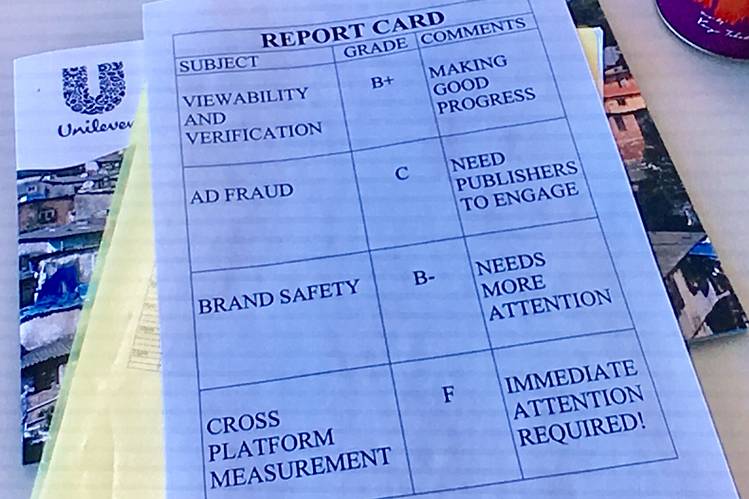 REPORT CARD
SUBJECT GRADE COMMENTS
VIEWABILITY
AND
VERIFICATION
B+
MAKING
GOOD
PROGRESS
AD FRAUD
C
NEED
PUBLISHERS
TO ENGAGE
BRAND SAFETY
B-
NEEDS
MORE
ATTENTION
CROSS
PLATFORM
MEASUREMENT
F
IMMEDIATE
ATTENTION
REQUIRED!
Unilever